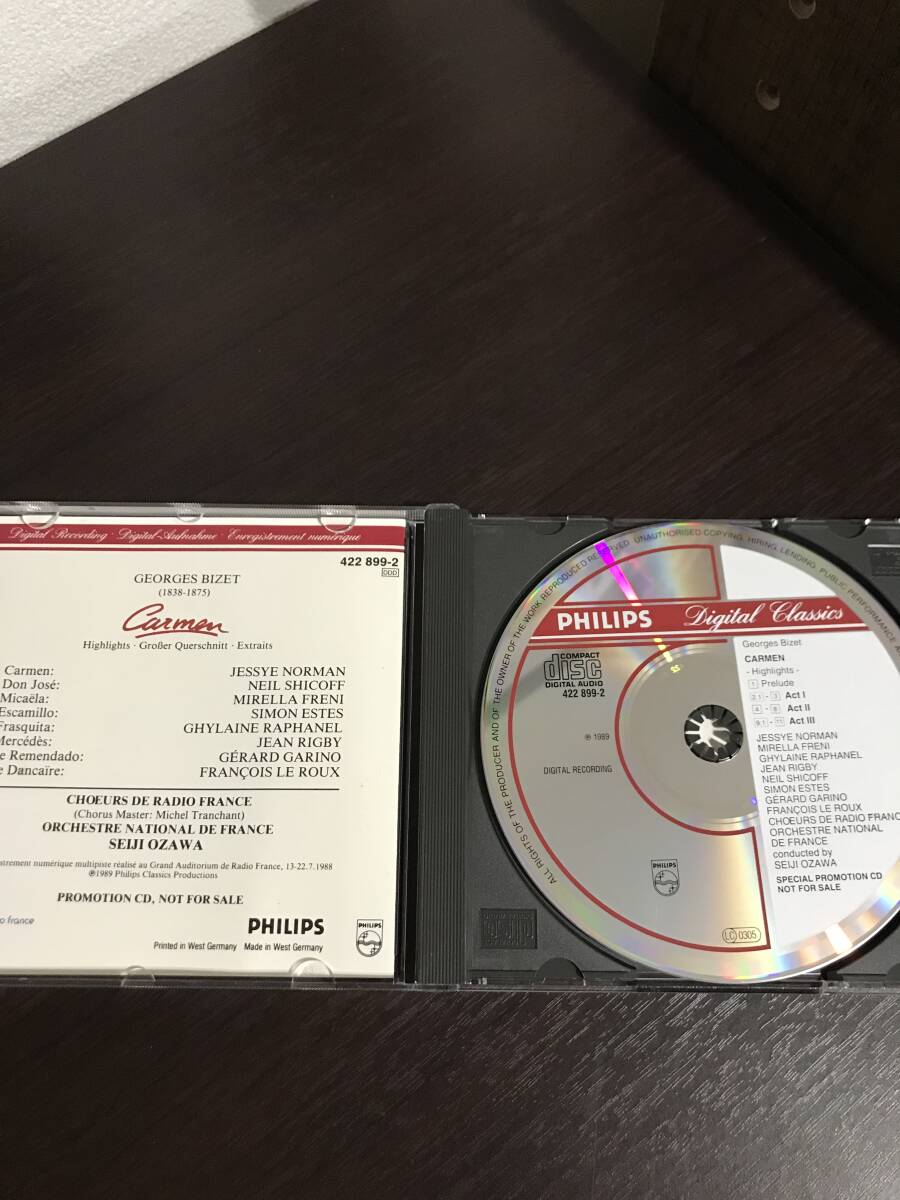 Digital Recording · Digital-Aufnahme · Enregistrement numérique
422 899-2
DDD
GEORGES BIZET
(1838-1875)
Carmen
Highlights · Großer Querschnitt · Extraits
Carmen: JESSYE NORMAN
Don José: NEIL SHICOFF
Micaëla: MIRELLA FRENI
Escamillo: SIMON ESTES
Frasquita: GHYLAINE RAPHANEL
Mercédès: JEAN RIGBY
e Remendado: GÉRARD GARINO
e Dancaïre: FRANÇOIS LE ROUX
CHŒURS DE RADIO FRANCE
(Chorus Master: Michel Tranchant)
ORCHESTRE NATIONAL DE FRANCE
SEIJI OZAWA
istrement numérique multipiste réalisé au Grand Auditorium de Radio France, 13-22.7.1988
℗1989 Philips Classics Productions
PROMOTION CD, NOT FOR SALE
o france
PHILIPS
PHILIPS
Printed in West Germany Made in West Germany
ALL RIGHTS OF THE PRODUCER AND OF THE OWNER OF THE WORK REPRODUCED RESERVED. UNAUTHORISED COPYING, HIRING, LENDING, PUBLIC PERFORMANCE
PHILIPS Digital Classics
COMPACT
disc
DIGITAL AUDIO
422 899-2
℗ 1989
DIGITAL RECORDING
PHILIPS
LC 0305
Georges Bizet
CARMEN
- Highlights -
1 Prelude
2.1 - 3 Act I
4 - 8 Act II
9.1 - 11 Act III
JESSYE NORMAN
MIRELLA FRENI
GHYLAINE RAPHANEL
JEAN RIGBY
NEIL SHICOFF
SIMON ESTES
GÉRARD GARINO
FRANÇOIS LE ROUX
CHŒURS DE RADIO FRANC
ORCHESTRE NATIONAL
DE FRANCE
conducted by
SEIJI OZAWA
SPECIAL PROMOTION CD
NOT FOR SALE